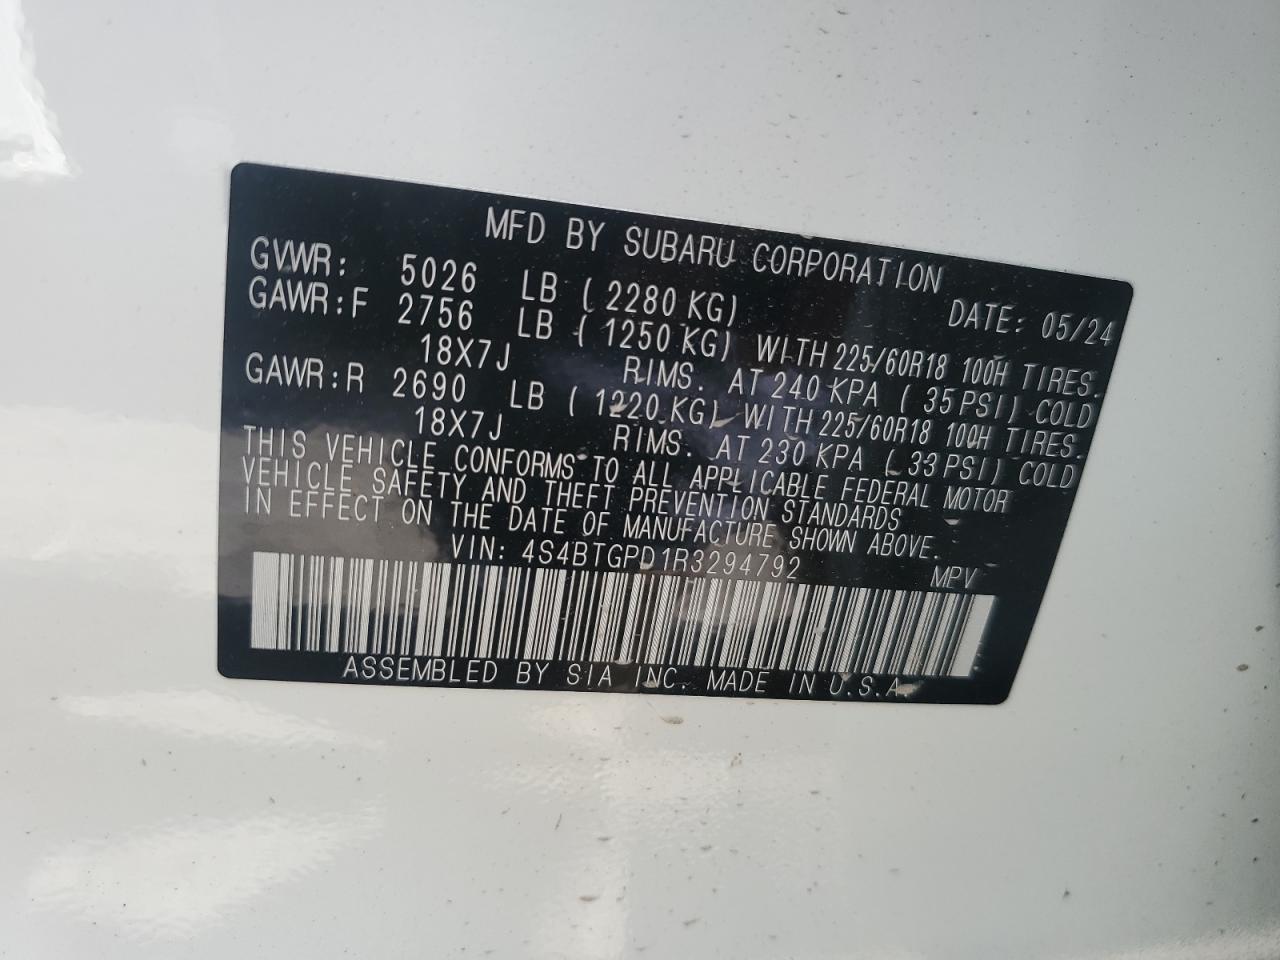 MFD BY SUBARU CORPORATION DATE: 05/24
GVWR: 5026 LB (2280 KG)
GAWR:F 2756 LB (1250 KG) WITH 225/60R18 100H TIRES.
18X7J RIMS. AT 240 KPA (35 PSI) COLD
GAWR:R 2690 LB (1220 KG) WITH 225/60R18 100H TIRES.
18X7J RIMS. AT 230 KPA (33 PSI) COLD
THIS VEHICLE CONFORMS TO ALL APPLICABLE FEDERAL MOTOR
VEHICLE SAFETY AND THEFT PREVENTION STANDARDS
IN EFFECT ON THE DATE OF MANUFACTURE SHOWN ABOVE.
VIN: 4S4BTGPD1R3294792 MPV
ASSEMBLED BY SIA INC. MADE IN U.S.A.